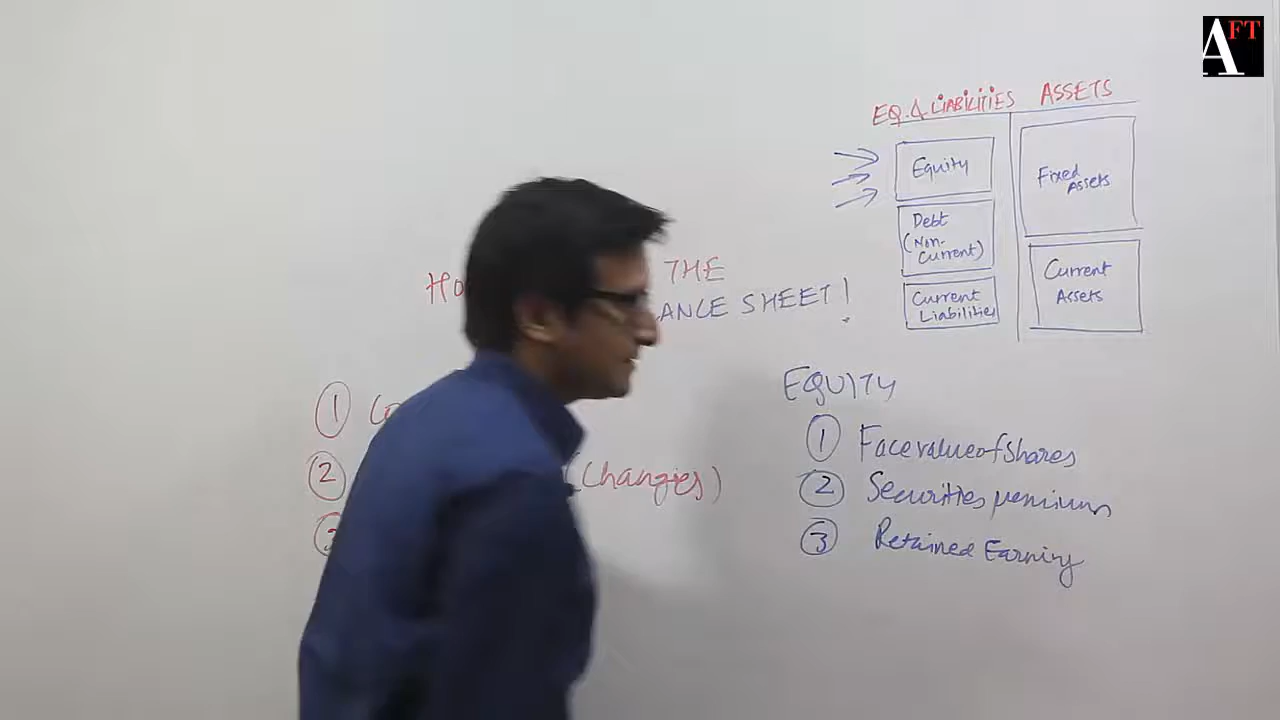 AFT
EQ. & LIABILITIES ASSETS
Equity
Debt
(Non-
Current)
Current
Liabilities
Fixed
Assets
Current
Assets
THE
SHEET!
(Changes)
EQUITY
1 Face value of Shares
2 Securities premium
3 Retained Earning
1
2
3